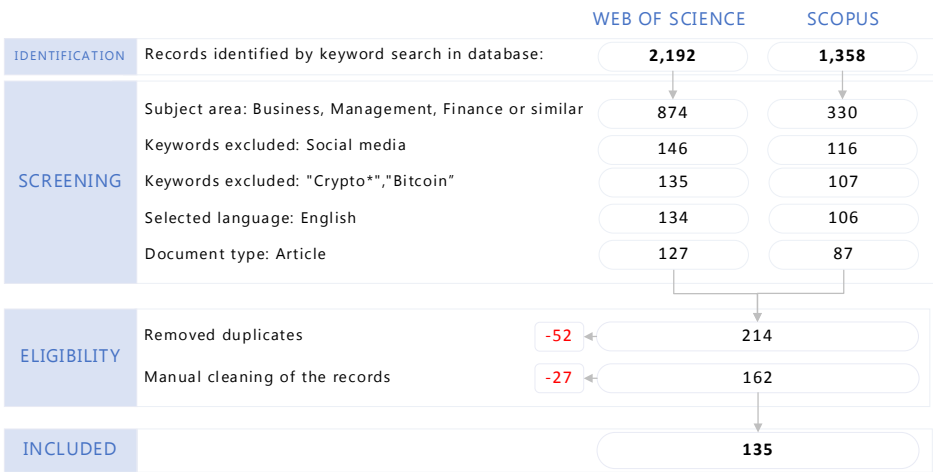 WEB OF SCIENCE SCOPUS
IDENTIFICATION Records identified by keyword search in database: 2,192 1,358
Subject area: Business, Management, Finance or similar 874 330
Keywords excluded: Social media 146 116
SCREENING Keywords excluded: "Crypto*","Bitcoin” 135 107
Selected language: English 134 106
Document type: Article 127 87
Removed duplicates -52 214
ELIGIBILITY
Manual cleaning of the records -27 162
INCLUDED 135